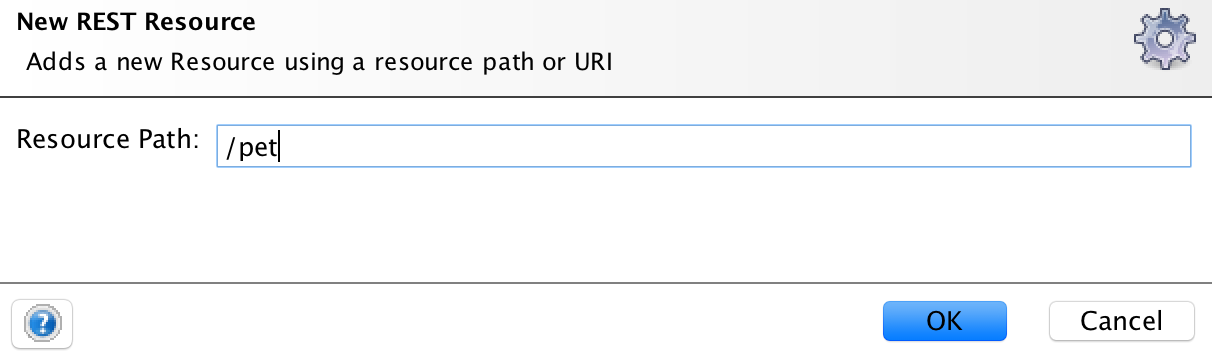 New REST Resource
Adds a new Resource using a resource path or URI
Resource Path: /pet
?
OK Cancel